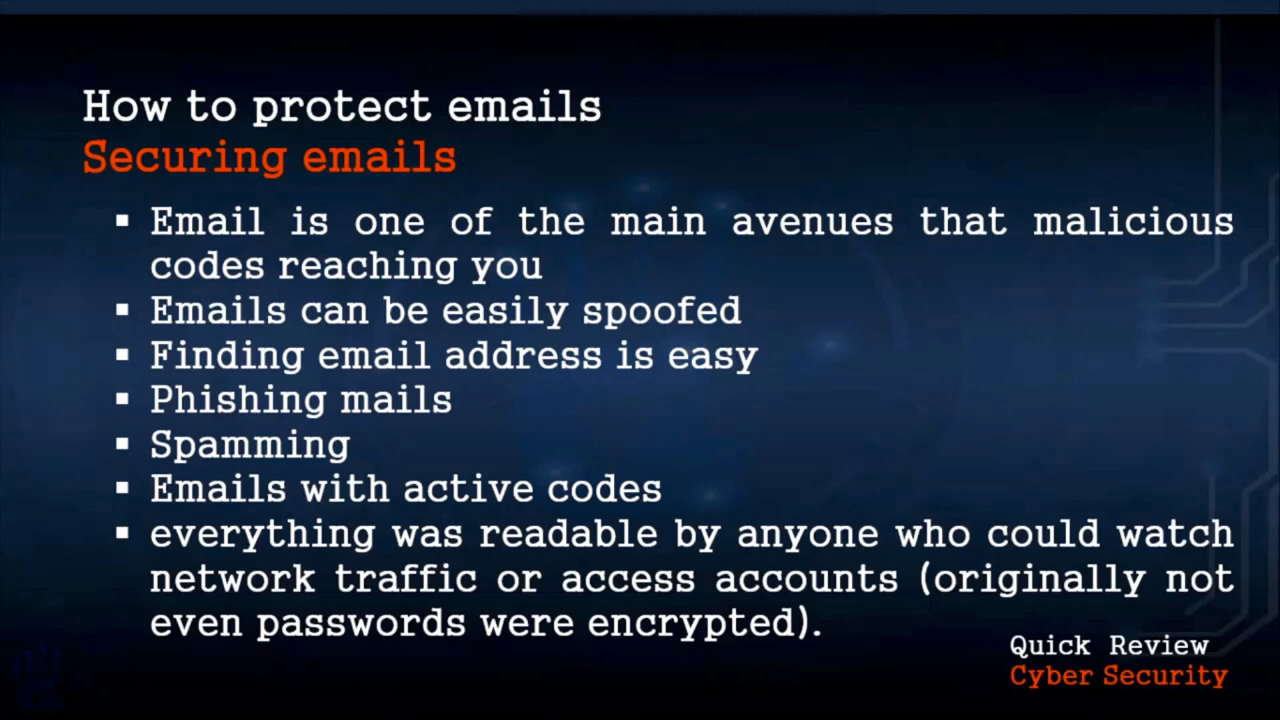 How to protect emails
Securing emails
▪ Email is one of the main avenues that malicious
codes reaching you
▪ Emails can be easily spoofed
▪ Finding email address is easy
▪ Phishing mails
▪ Spamming
▪ Emails with active codes
▪ everything was readable by anyone who could watch
network traffic or access accounts (originally not
even passwords were encrypted).
Quick Review
Cyber Security